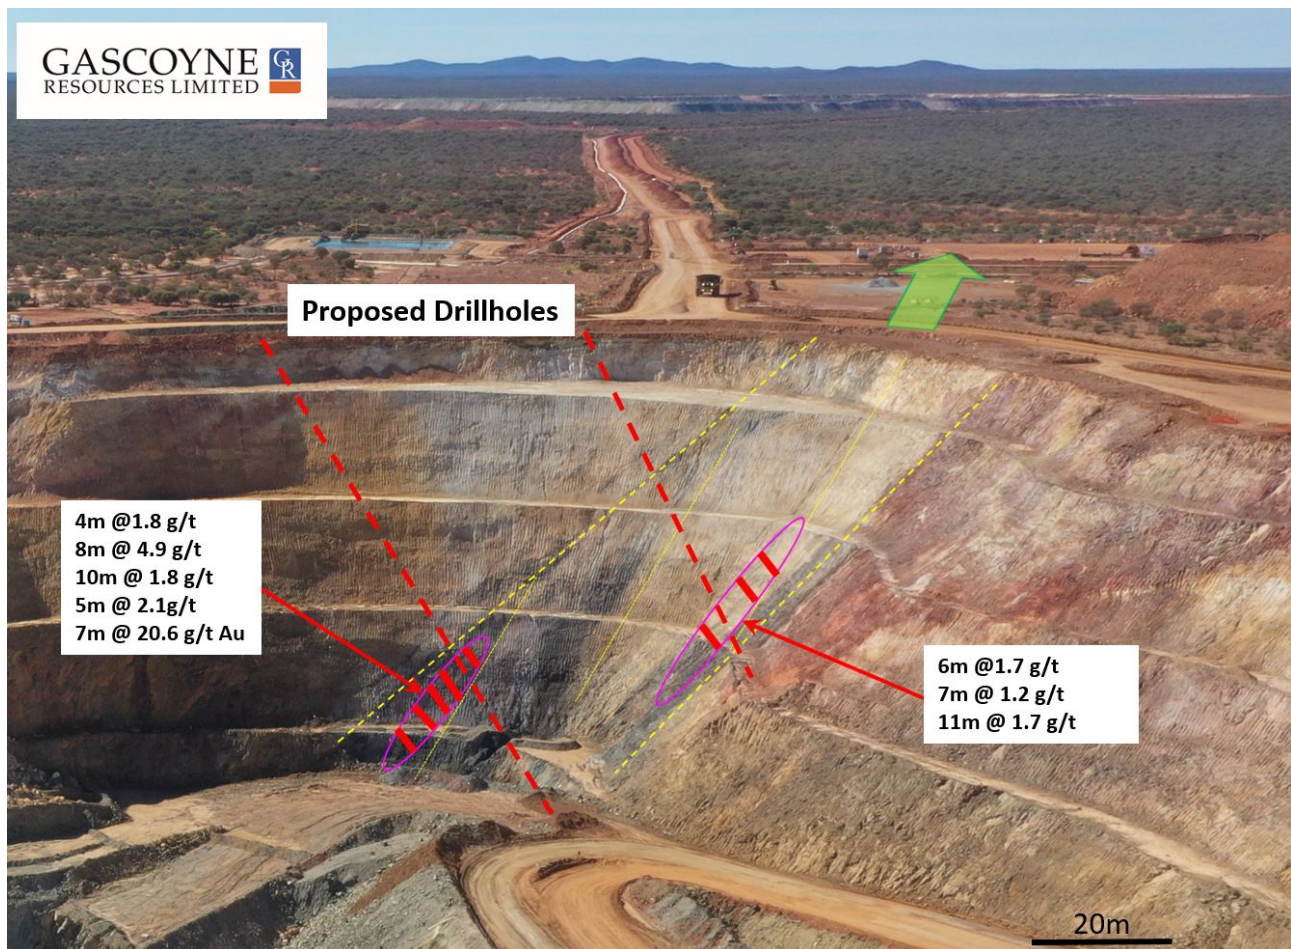 GASCOYNE
RESOURCES LIMITED
GR
Proposed Drillholes
4m @1.8 g/t
8m @ 4.9 g/t
10m @ 1.8 g/t
5m @ 2.1g/t
7m @ 20.6 g/t Au
6m @1.7 g/t
7m @ 1.2 g/t
11m @ 1.7 g/t
20m